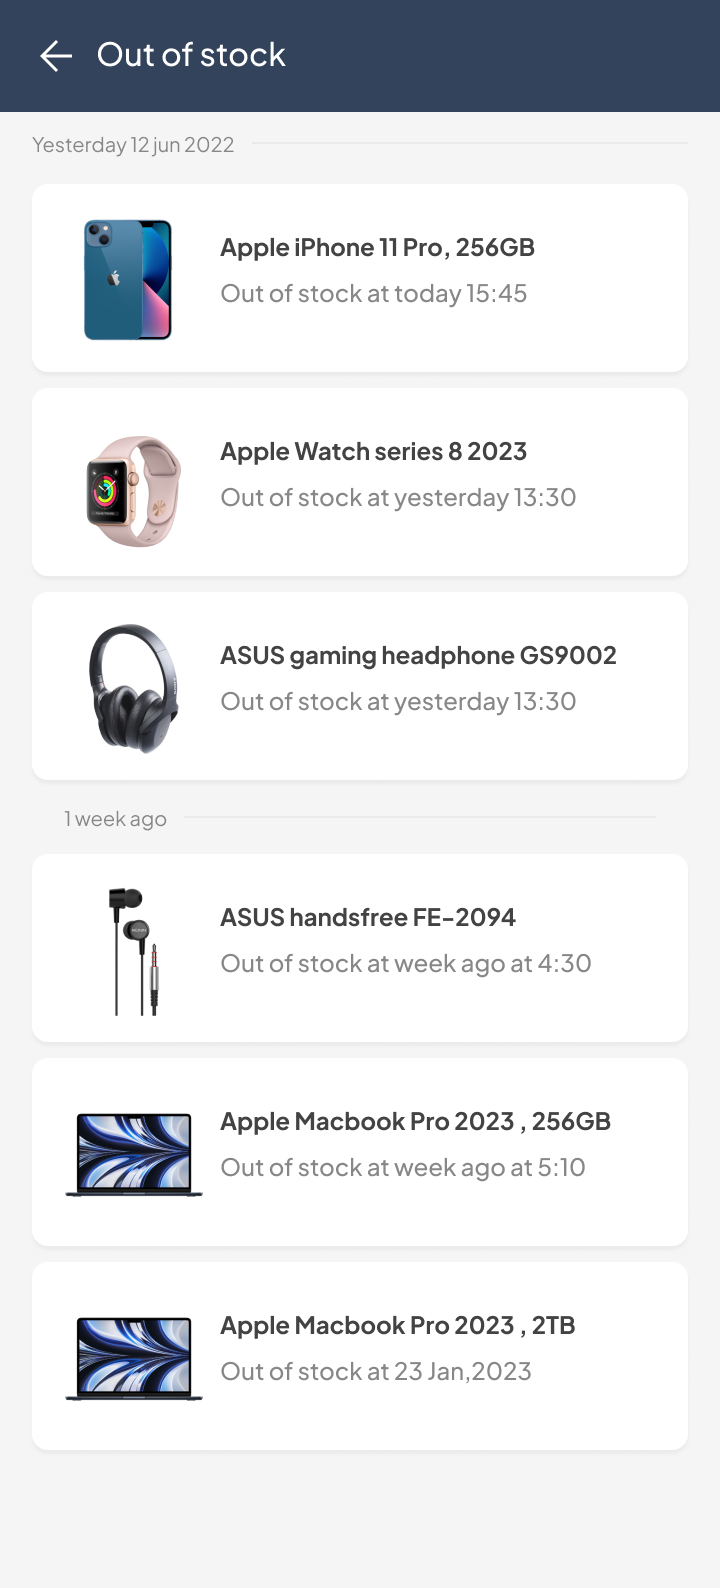 Out of stock
Yesterday 12 jun 2022
Apple iPhone 11 Pro, 256GB
Out of stock at today 15:45
Apple Watch series 8 2023
Out of stock at yesterday 13:30
ASUS gaming headphone GS9002
Out of stock at yesterday 13:30
1 week ago
ASUS handsfree FE-2094
Out of stock at week ago at 4:30
Apple Macbook Pro 2023 , 256GB
Out of stock at week ago at 5:10
Apple Macbook Pro 2023 , 2TB
Out of stock at 23 Jan,2023